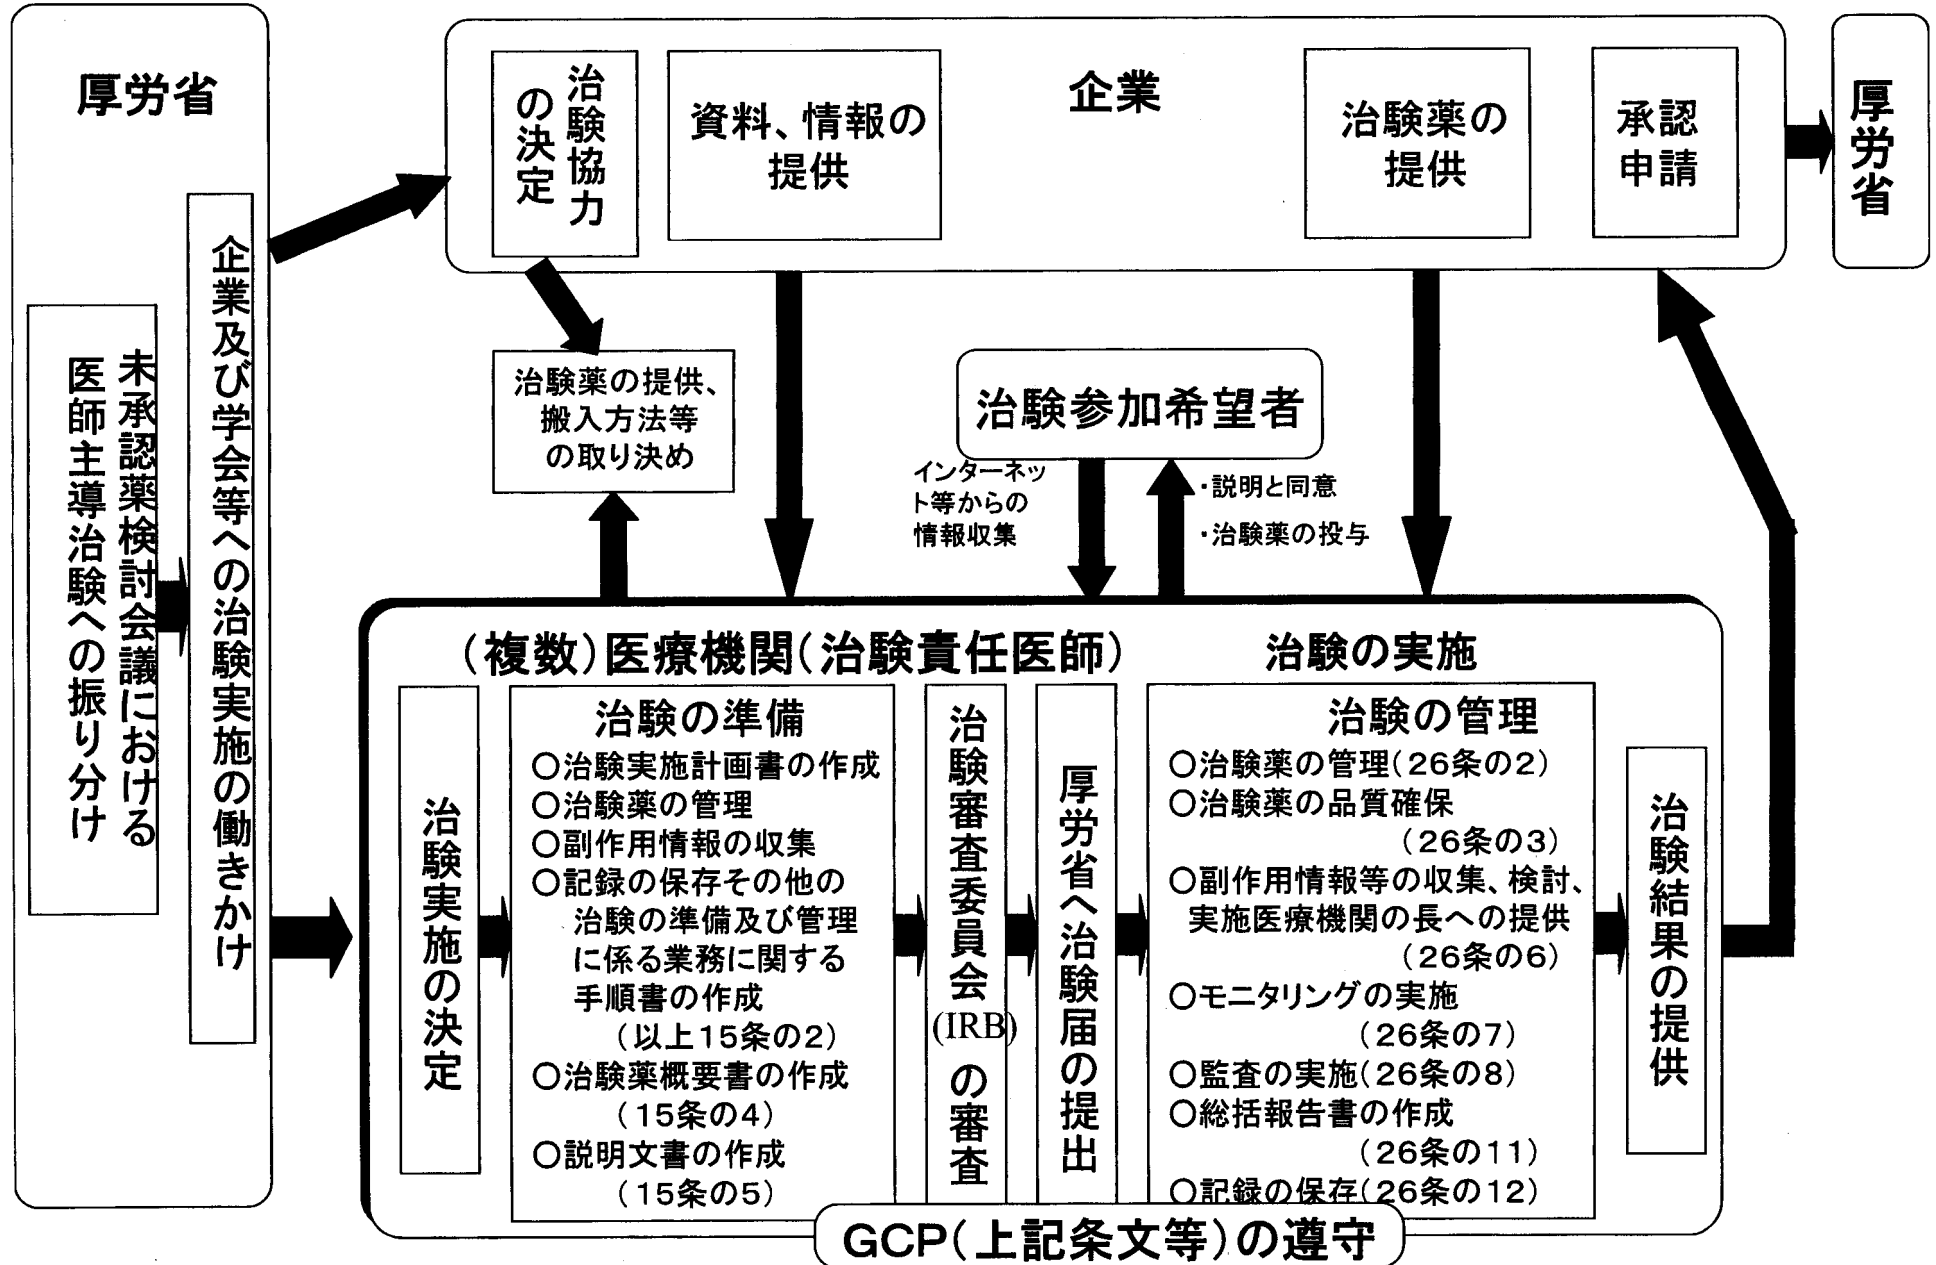 厚労省
未承認薬検討会議における
医師主導治験への振り分け
企業及び学会等への治験実施の働きかけ
企業
治験協力
の決定
資料、情報の
提供
治験薬の
提供
承認
申請
厚労省
治験薬の提供、
搬入方法等
の取り決め
治験参加希望者
インターネッ
ト等からの
情報収集
・説明と同意
・治験薬の投与
(複数)医療機関(治験責任医師)
治験の実施
治験実施の決定
治験の準備
○治験実施計画書の作成
○治験薬の管理
○副作用情報の収集
○記録の保存その他の
治験の準備及び管理
に係る業務に関する
手順書の作成
(以上15条の2)
○治験薬概要書の作成
(15条の4)
○説明文書の作成
(15条の5)
治験審査委員会(IRB)の審査
厚労省へ治験届の提出
治験の管理
○治験薬の管理(26条の2)
○治験薬の品質確保
(26条の3)
○副作用情報等の収集、検討、
実施医療機関の長への提供
(26条の6)
○モニタリングの実施
(26条の7)
○監査の実施(26条の8)
○総括報告書の作成
(26条の11)
○記録の保存(26条の12)
治験結果の提供
GCP(上記条文等)の遵守